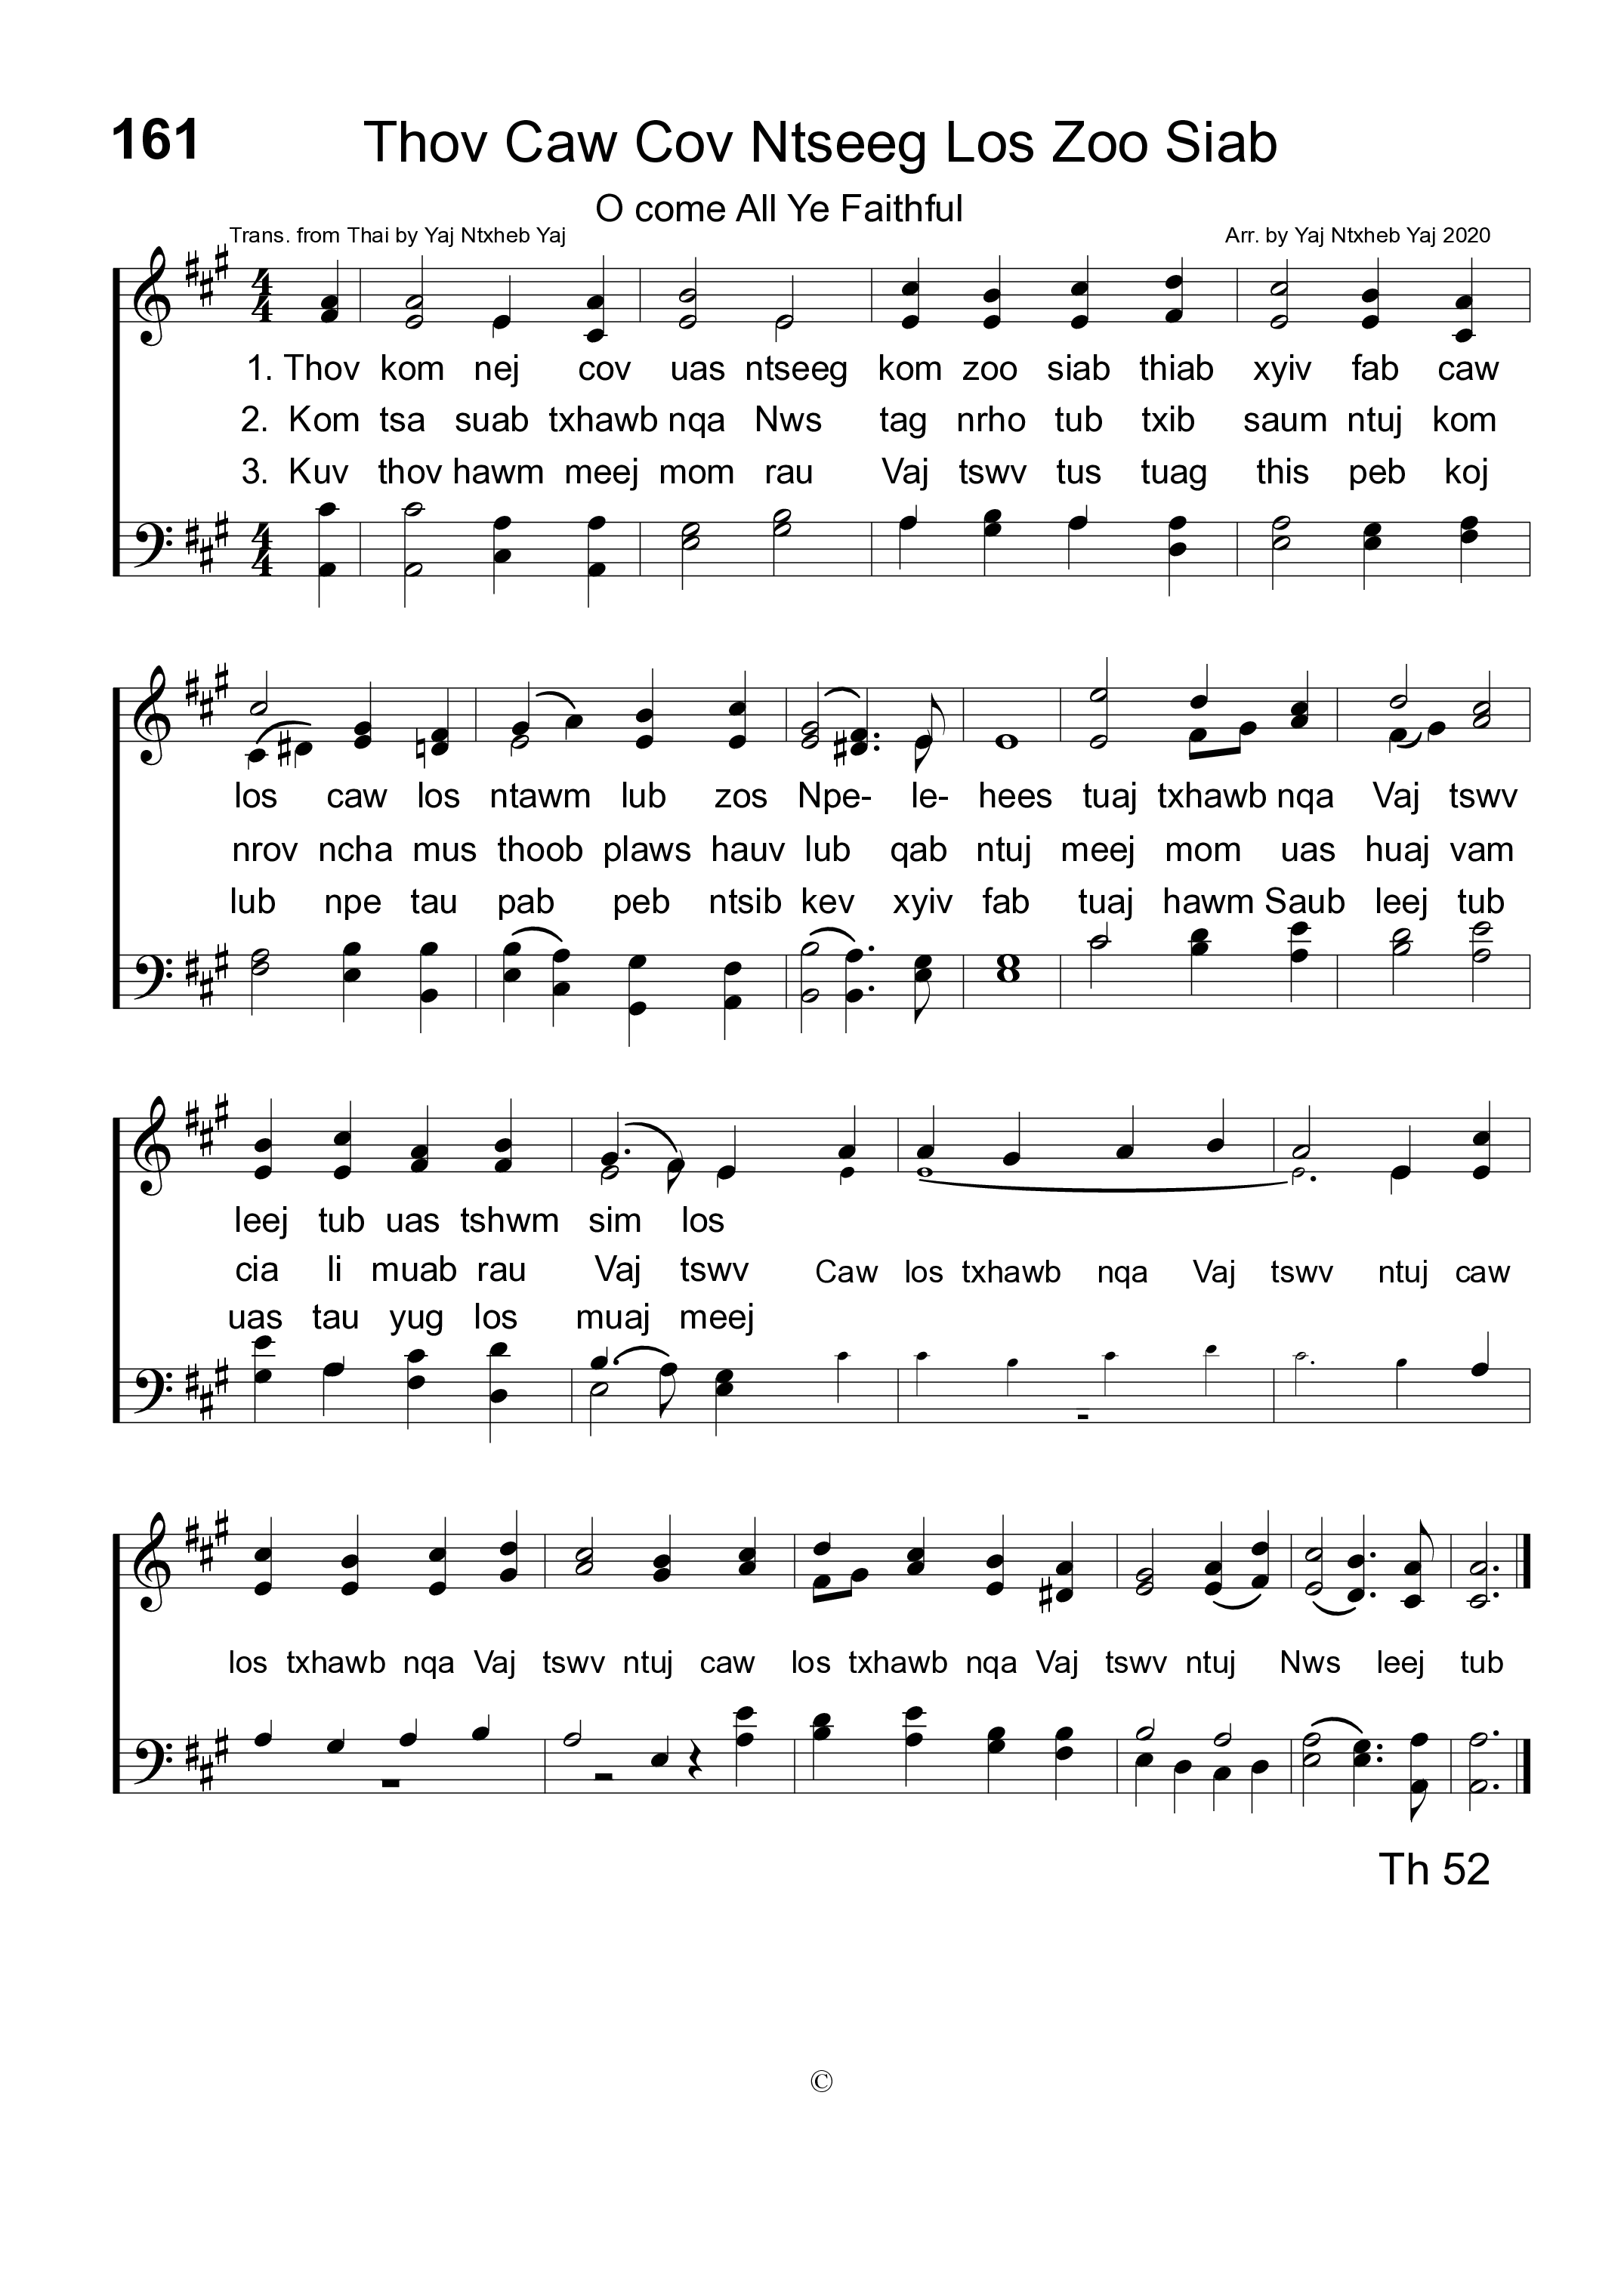 161
Thov Caw Cov Ntseeg Los Zoo Siab
O come All Ye Faithful
Trans. from Thai by Yaj Ntxheb Yaj
Arr. by Yaj Ntxheb Yaj 2020
1. Thov kom nej cov uas ntseeg kom zoo siab thiab xyiv fab caw
2. Kom tsa suab txhawb nqa Nws tag nrho tub txib saum ntuj kom
3. Kuv thov hawm meej mom rau Vaj tswv tus tuag this peb koj
los caw los ntawm lub zos Npe- le- hees tuaj txhawb nqa Vaj tswv
nrov ncha mus thoob plaws hauv lub qab ntuj meej mom uas huaj vam
lub npe tau pab peb ntsib kev xyiv fab tuaj hawm Saub leej tub
leej tub uas tshwm sim los
cia li muab rau Vaj tswv Caw los txhawb nqa Vaj tswv ntuj caw
uas tau yug los muaj meej
los txhawb nqa Vaj tswv ntuj caw los txhawb nqa Vaj tswv ntuj Nws leej tub
Th 52
©